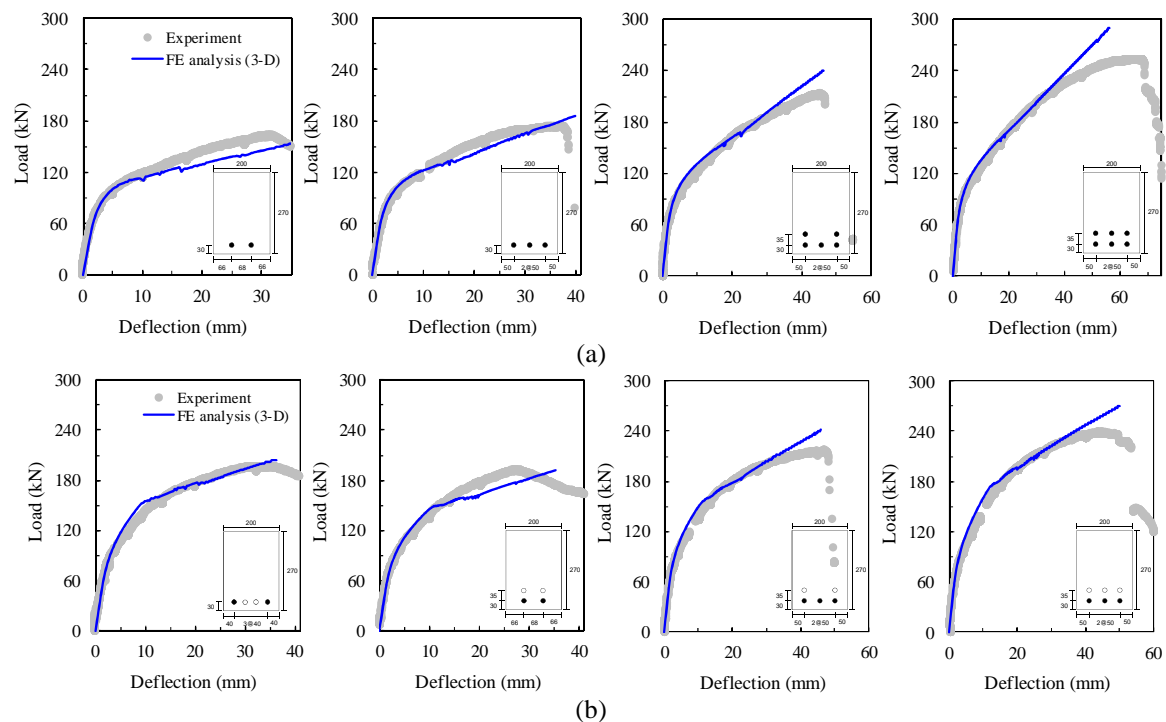 300
240
180
120
60
0
Load (kN)
Experiment
FE analysis (3-D)
200
270
30
66 68 66
0 10 20 30
Deflection (mm)
300
240
180
120
60
0
Load (kN)
200
270
30
50 2@50 50
0 10 20 30 40
Deflection (mm)
300
240
180
120
60
0
Load (kN)
200
270
35
30
50 2@50 50
0 20 40 60
Deflection (mm)
300
240
180
120
60
0
Load (kN)
200
270
35
30
50 2@50 50
0 20 40 60
Deflection (mm)
(a)
300
240
180
120
60
0
Load (kN)
Experiment
FE analysis (3-D)
200
270
30
40 3@40 40
0 10 20 30 40
Deflection (mm)
300
240
180
120
60
0
Load (kN)
200
270
35
30
66 68 66
0 10 20 30 40
Deflection (mm)
300
240
180
120
60
0
Load (kN)
200
270
35
30
50 2@50 50
0 20 40 60
Deflection (mm)
300
240
180
120
60
0
Load (kN)
200
270
35
30
50 2@50 50
0 20 40 60
Deflection (mm)
(b)